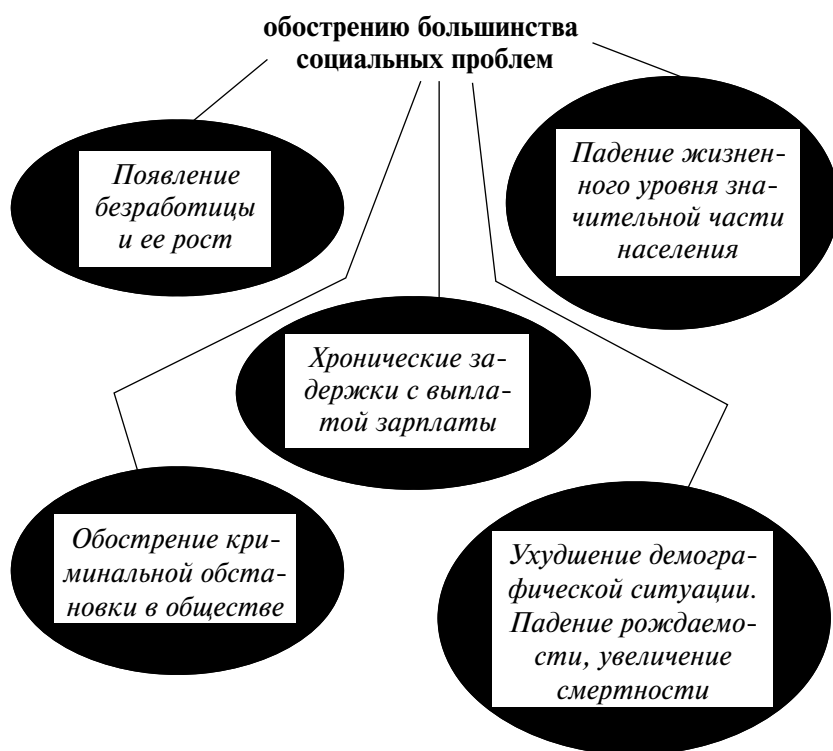 обострению большинства
социальных проблем
Появление
безработицы
и ее рост
Падение жизнен-
ного уровня зна-
чительной части
населения
Хронические за-
держки с выпла-
той зарплаты
Обострение кри-
минальной обста-
новки в обществе
Ухудшение демогра-
фической ситуации.
Падение рождаемо-
сти, увеличение
смертности